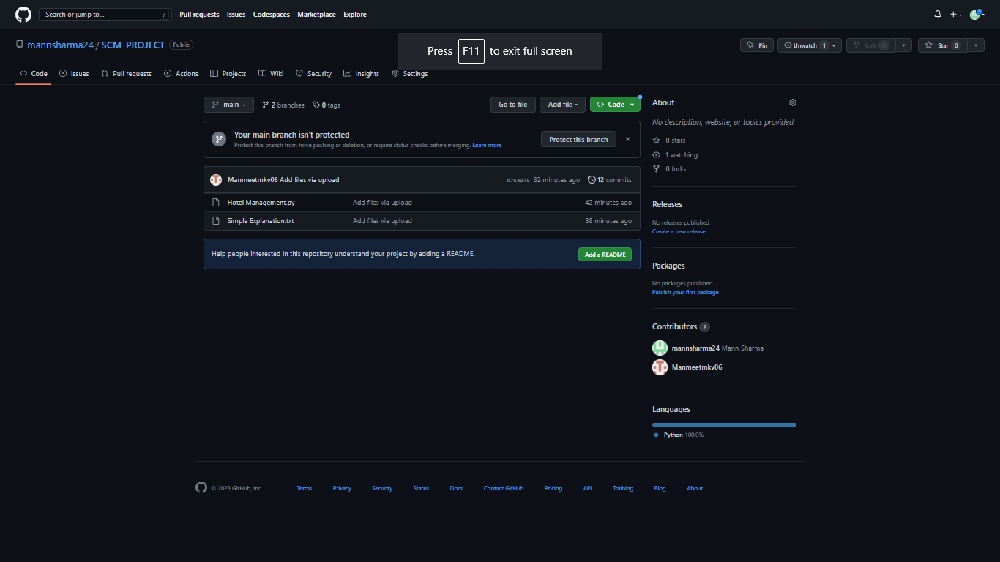 Search or jump to... / Pull requests Issues Codespaces Marketplace Explore
mannsharma24 / SCM-PROJECT Public
Press F11 to exit full screen
Pin Unwatch 1 Fork 0 Star 0
Code Issues Pull requests Actions Projects Wiki Security Insights Settings
main 2 branches 0 tags Go to file Add file Code
Your main branch isn't protected
Protect this branch from force pushing or deletion, or require status checks before merging. Learn more
Protect this branch ×
Manmeetmkv06 Add files via upload e76a075 32 minutes ago 12 commits
Hotel Management.py Add files via upload 42 minutes ago
Simple Explanation.txt Add files via upload 38 minutes ago
Help people interested in this repository understand your project by adding a README. Add a README
About
No description, website, or topics provided.
0 stars
1 watching
0 forks
Releases
No releases published
Create a new release
Packages
No packages published
Publish your first package
Contributors 2
mannsharma24 Mann Sharma
Manmeetmkv06
Languages
Python 100.0%
© 2023 GitHub, Inc. Terms Privacy Security Status Docs Contact GitHub Pricing API Training Blog About